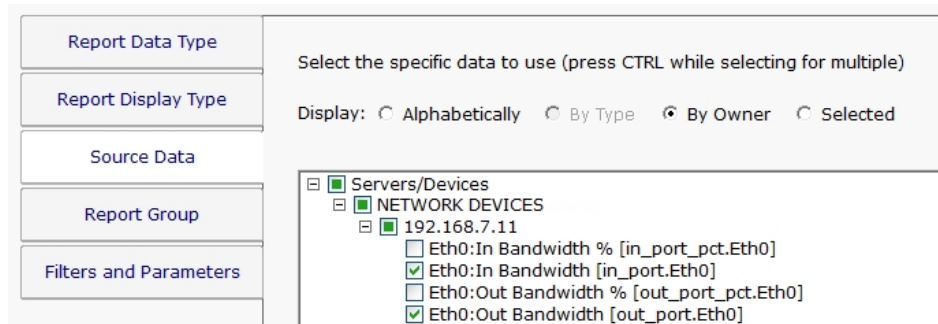 Report Data Type
Report Display Type
Source Data
Report Group
Filters and Parameters
Select the specific data to use (press CTRL while selecting for multiple)
Display: Alphabetically By Type By Owner Selected
Servers/Devices
NETWORK DEVICES
192.168.7.11
Eth0:In Bandwidth % [in_port_pct.Eth0]
Eth0:In Bandwidth [in_port.Eth0]
Eth0:Out Bandwidth % [out_port_pct.Eth0]
Eth0:Out Bandwidth [out_port.Eth0]